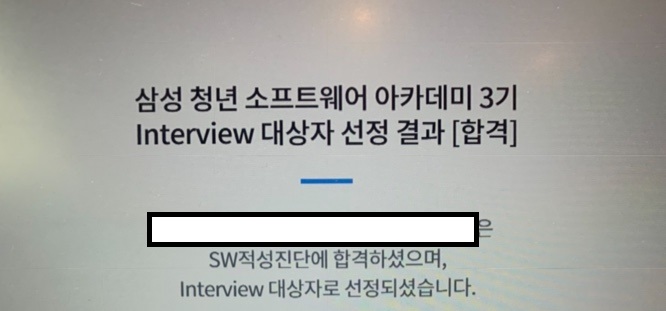 삼성 청년 소프트웨어 아카데미 3기
Interview 대상자 선정 결과 [합격]
은
SW적성진단에 합격하셨으며,
Interview 대상자로 선정되셨습니다.